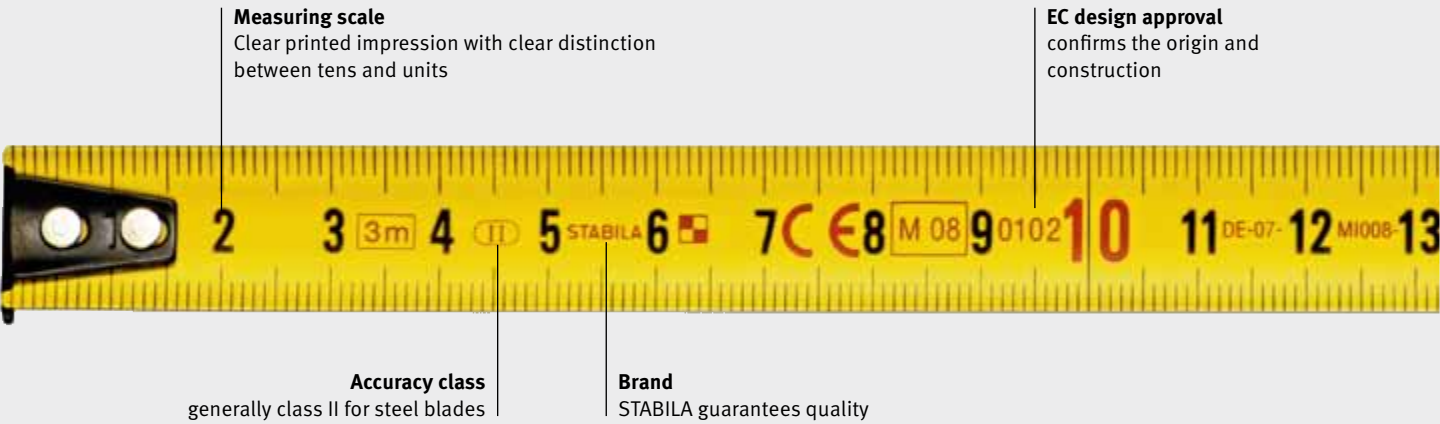 Measuring scale
Clear printed impression with clear distinction
between tens and units
EC design approval
confirms the origin and
construction
2 3 3m 4 II 5 STABILA 6 7 CE 8 M 08 9 0102 10 11 DE-07- 12 MI008- 13
Accuracy class
generally class II for steel blades
Brand
STABILA guarantees quality